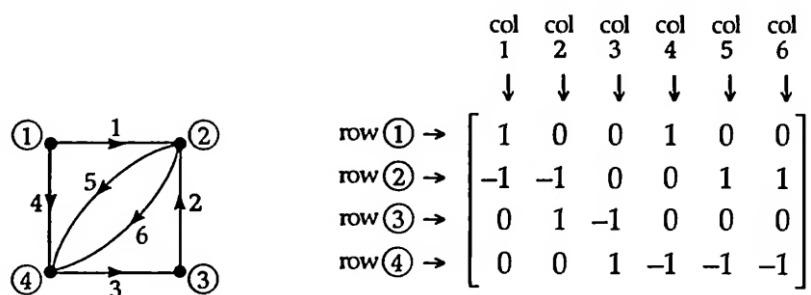 ① 1 ②
5
4 2
6
④ 3 ③
col col col col col col
1 2 3 4 5 6
↓ ↓ ↓ ↓ ↓ ↓
row ① → 1 0 0 1 0 0
row ② → –1 –1 0 0 1 1
row ③ → 0 1 –1 0 0 0
row ④ → 0 0 1 –1 –1 –1